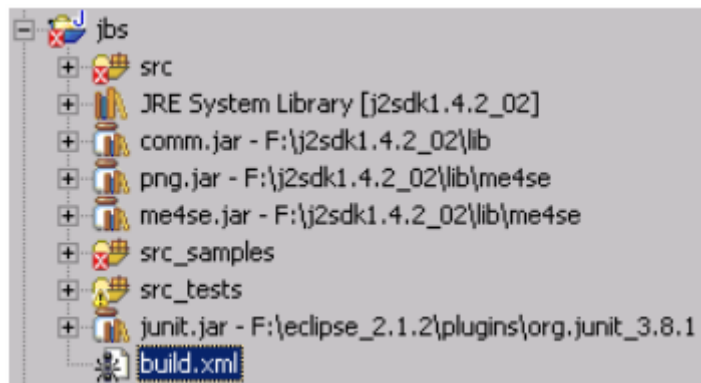 jbs
src
JRE System Library [j2sdk1.4.2_02]
comm.jar - F:\j2sdk1.4.2_02\lib
png.jar - F:\j2sdk1.4.2_02\lib\me4se
me4se.jar - F:\j2sdk1.4.2_02\lib\me4se
src_samples
src_tests
junit.jar - F:\eclipse_2.1.2\plugins\org.junit_3.8.1
build.xml